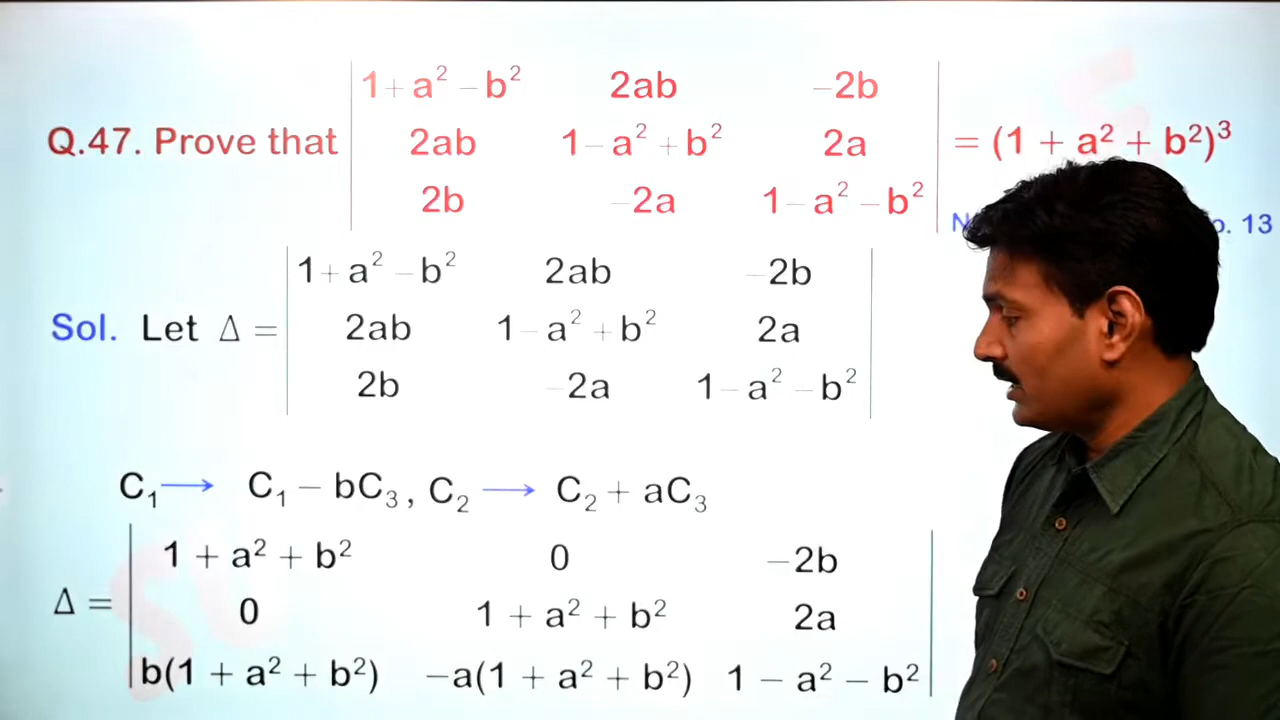 1 + a² – b² 2ab –2b
Q.47. Prove that 2ab 1 – a² + b² 2a = (1 + a² + b²)³
2b –2a 1 – a² – b²
N p. 13
1 + a² – b² 2ab –2b
Sol. Let Δ = 2ab 1 – a² + b² 2a
2b –2a 1 – a² – b²
C₁ → C₁ – bC₃ , C₂ → C₂ + aC₃
1 + a² + b² 0 –2b
Δ = 0 1 + a² + b² 2a
b(1 + a² + b²) –a(1 + a² + b²) 1 – a² – b²